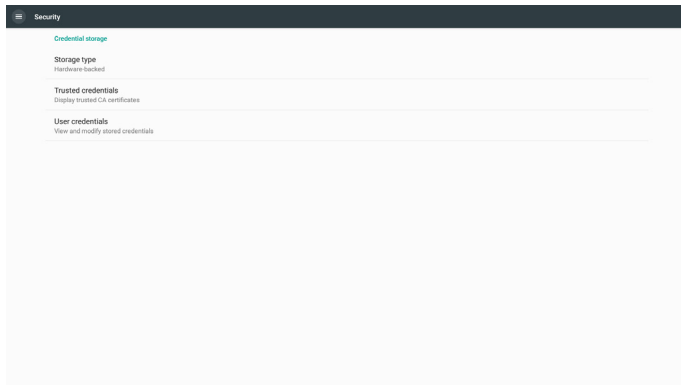 Security
Credential storage
Storage type
Hardware-backed
Trusted credentials
Display trusted CA certificates
User credentials
View and modify stored credentials